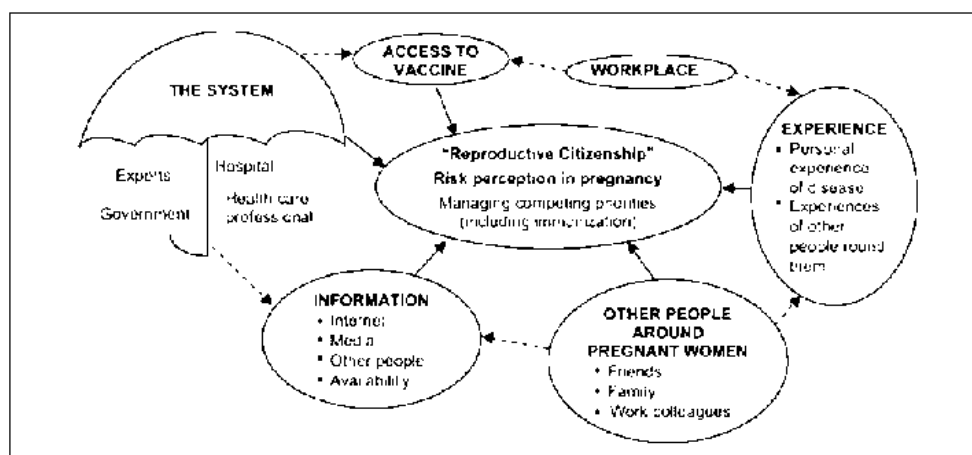 THE SYSTEM
Experts
Government
Hospital
Health care
professional
ACCESS TO
VACCINE
WORKPLACE
EXPERIENCE
• Personal
experience
of disease
• Experiences
of other
people round
them
"Reproductive Citizenship"
Risk perception in pregnancy
Managing competing priorities
(including immunization)
INFORMATION
• Internet
• Media
• Other people
• Availability
OTHER PEOPLE
AROUND
PREGNANT WOMEN
• Friends
• Family
• Work colleagues